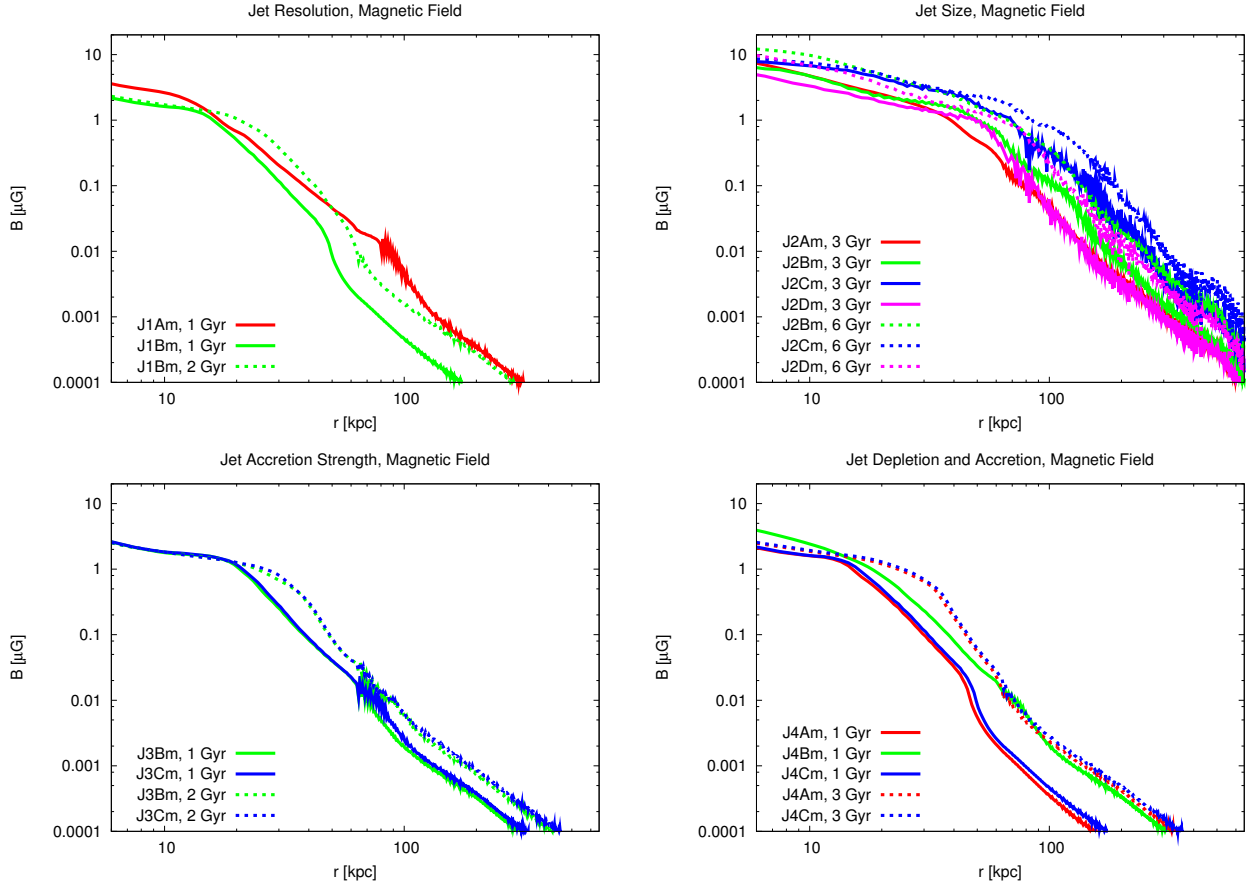 Jet Resolution, Magnetic Field
B [µG]
10
1
0.1
0.01
0.001
0.0001
J1Am, 1 Gyr
J1Bm, 1 Gyr
J1Bm, 2 Gyr
10
100
r [kpc]
Jet Size, Magnetic Field
B [µG]
10
1
0.1
0.01
0.001
0.0001
J2Am, 3 Gyr
J2Bm, 3 Gyr
J2Cm, 3 Gyr
J2Dm, 3 Gyr
J2Bm, 6 Gyr
J2Cm, 6 Gyr
J2Dm, 6 Gyr
10
100
r [kpc]
Jet Accretion Strength, Magnetic Field
B [µG]
10
1
0.1
0.01
0.001
0.0001
J3Bm, 1 Gyr
J3Cm, 1 Gyr
J3Bm, 2 Gyr
J3Cm, 2 Gyr
10
100
r [kpc]
Jet Depletion and Accretion, Magnetic Field
B [µG]
10
1
0.1
0.01
0.001
0.0001
J4Am, 1 Gyr
J4Bm, 1 Gyr
J4Cm, 1 Gyr
J4Am, 3 Gyr
J4Cm, 3 Gyr
10
100
r [kpc]